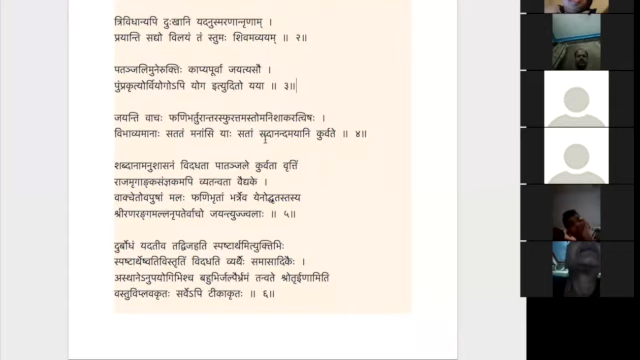 त्रिविधान्यपि दुःखानि यदनुस्मरणान्नृणाम् ।
प्रयान्ति सद्यो विलयं तं स्तुमः शिवमव्ययम् ॥ २॥
पतञ्जलिमुनेरुक्तिः काप्यपूर्वा जयत्यसौ ।
पुंप्रकृत्योर्वियोगोऽपि योग इत्युदितो यया ॥ ३॥
जयन्ति वाचः फणिभर्तुरान्तरस्फुरत्तमस्तोमनिशाकरत्विषः ।
विभाव्यमानाः सततं मनांसि याः सतां सदानन्दमयानि कुर्वते ॥ ४॥
शब्दानामनुशासनं विदधता पातञ्जले कुर्वता वृत्तिं
राजमृगाङ्कसंज्ञकमपि व्यतन्वता वैद्यके ।
वाक्चेतोवपुषां मलः फणिभृतां भर्त्रेव येनोद्धृतस्तस्य
श्रीरणरङ्गमल्लनृपतेर्वाचो जयन्त्युज्ज्वलाः ॥ ५॥
दुर्बोधं यदतीव तद्विजहति स्पष्टार्थमित्युक्तिभिः
स्पष्टार्थेष्वतिविस्तृतिं विदधति व्यर्थैः समासादिकैः ।
अस्थानेऽनुपयोगिभिश्च बहुभिर्जल्पैर्भ्रमं तन्वते श्रोतॄणामिति
वस्तुविप्लवकृतः सर्वेऽपि टीकाकृतः ॥ ६॥